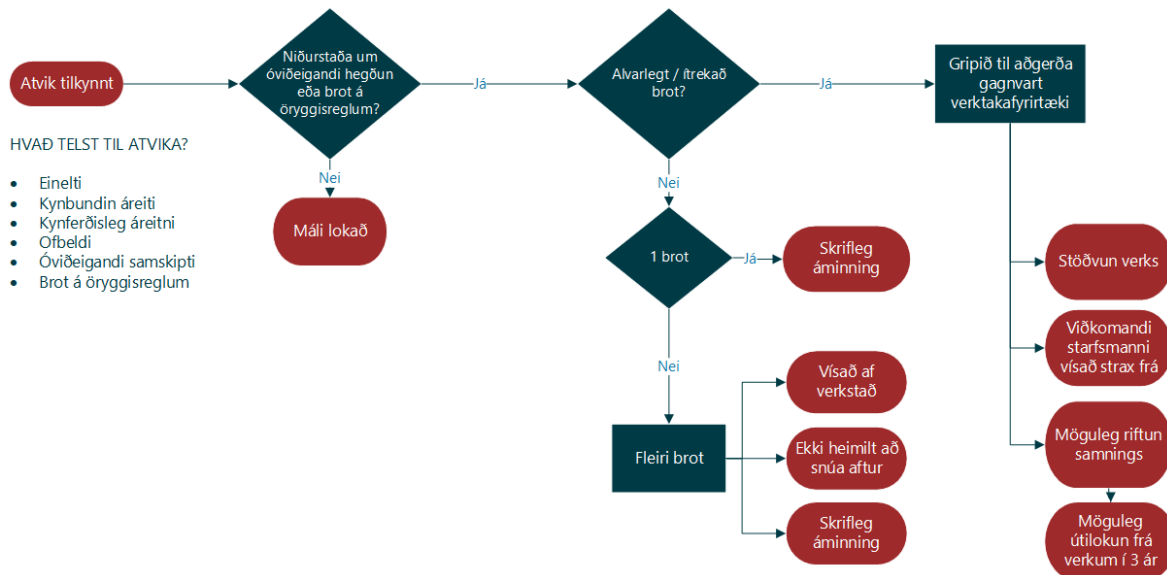 Atvik tilkynnt
Niðurstaða um
óviðeigandi hegðun
eða brot á
öryggisreglum?
Já
Alvarlegt / ítrekað
brot?
Já
Gripið til aðgerða
gagnvart
verktakafyrirtæki
HVAÐ TELST TIL ATVIKA?
• Einelti
• Kynbundin áreiti
• Kynferðisleg áreitni
• Ofbeldi
• Óviðeigandi samskipti
• Brot á öryggisreglum
Nei
Máli lokað
Nei
1 brot
Já
Skrifleg
áminning
Nei
Fleiri brot
Vísað af
verkstað
Ekki heimilt að
snúa aftur
Skrifleg
áminning
Stöðvun verks
Viðkomandi
starfsmanni
vísað strax frá
Möguleg riftun
samnings
Möguleg
útilokun frá
verkum í 3 ár